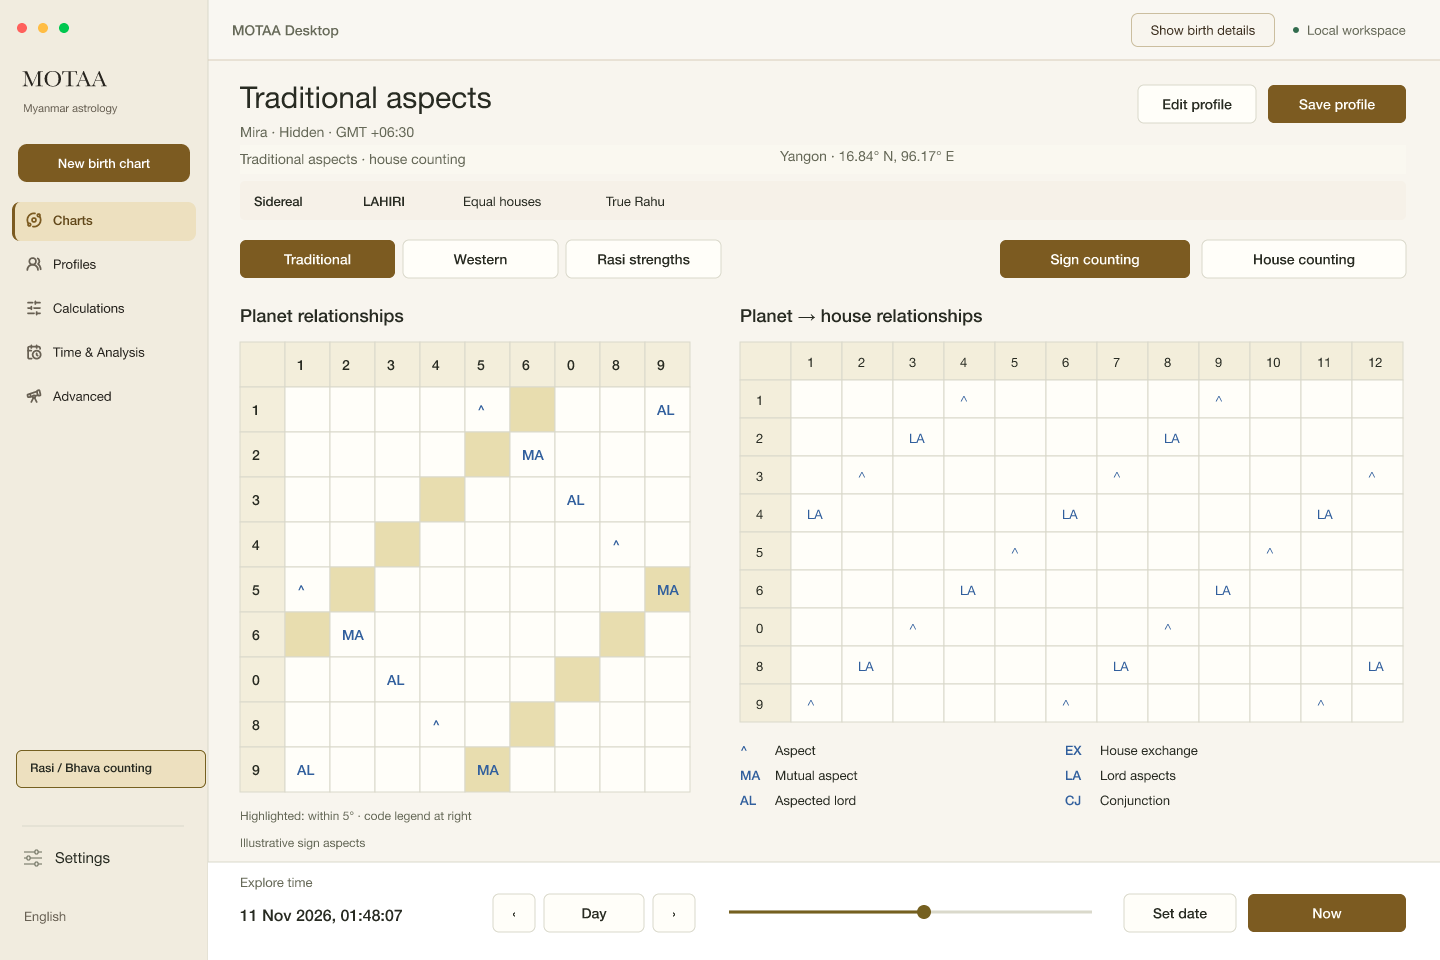 MOTAA Desktop
Show birth details
Local workspace
MOTAA
Myanmar astrology
New birth chart
Charts
Profiles
Calculations
Time & Analysis
Advanced
Rasi / Bhava counting
Settings
English
Traditional aspects
Edit profile
Save profile
Mira · Hidden · GMT +06:30
Traditional aspects · house counting
Yangon · 16.84° N, 96.17° E
Sidereal LAHIRI Equal houses True Rahu
Traditional Western Rasi strengths
Sign counting House counting
Planet relationships
1 2 3 4 5 6 0 8 9
1 ^ AL
2 MA
3 AL
4 ^
5 ^ MA
6 MA
0 AL
8 ^
9 AL MA
Highlighted: within 5° · code legend at right
Illustrative sign aspects
Planet → house relationships
1 2 3 4 5 6 7 8 9 10 11 12
1 ^ ^
2 LA LA
3 ^ ^ ^
4 LA LA LA
5 ^ ^
6 LA LA
0 ^ ^
8 LA LA LA
9 ^ ^ ^
^ Aspect
MA Mutual aspect
AL Aspected lord
EX House exchange
LA Lord aspects
CJ Conjunction
Explore time
11 Nov 2026, 01:48:07
‹ Day ›
Set date
Now